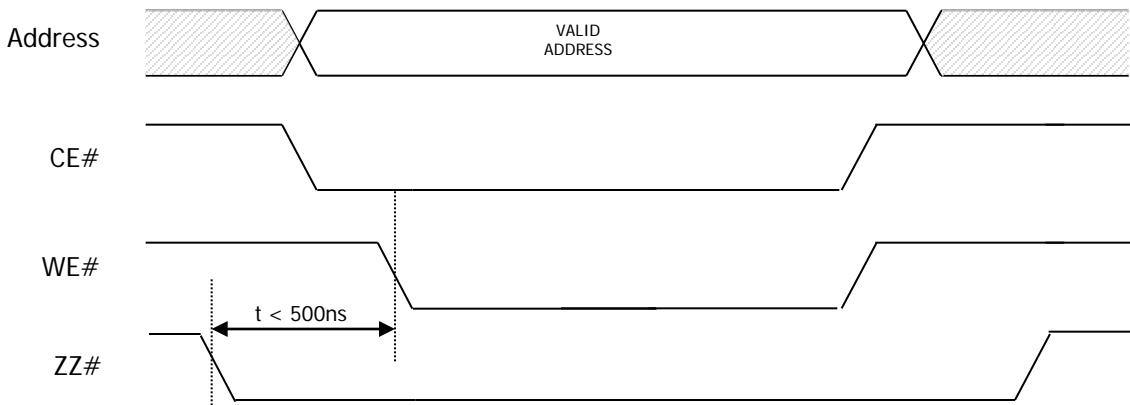 Address
VALID
ADDRESS
CE#
WE#
t < 500ns
ZZ#